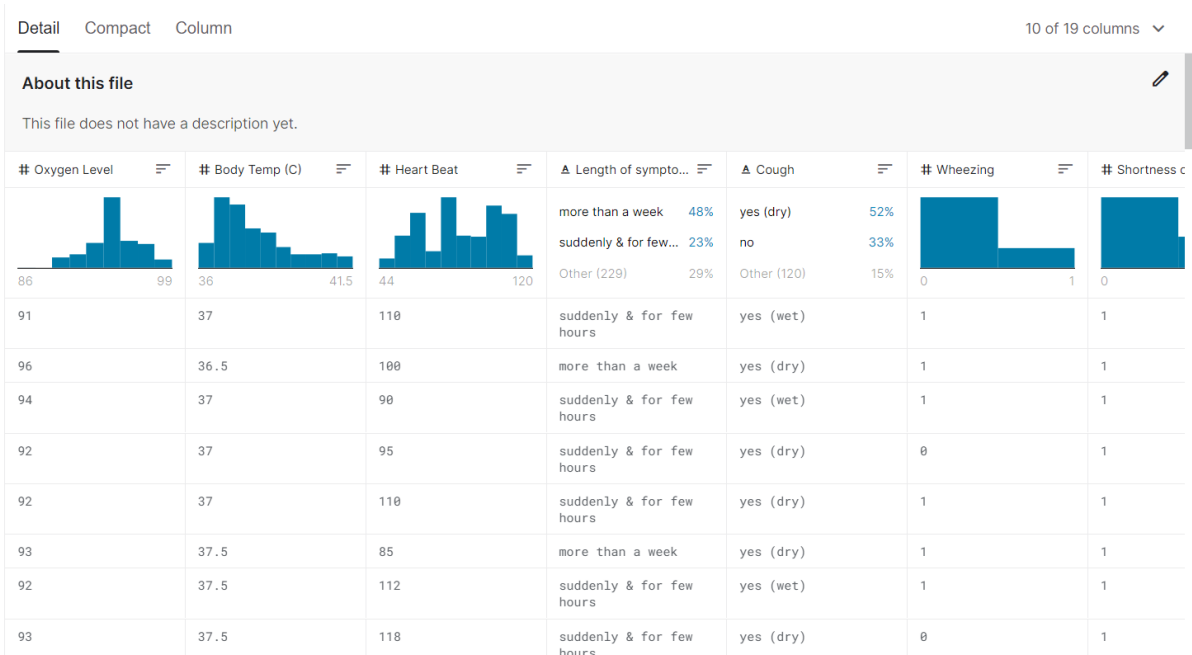 Detail Compact Column 10 of 19 columns
About this file
This file does not have a description yet.
# Oxygen Level # Body Temp (C) # Heart Beat A Length of sympto... A Cough # Wheezing # Shortness
more than a week 48% yes (dry) 52%
suddenly & for few... 23% no 33%
Other (229) 29% Other (120) 15%
86 99 36 41.5 44 120 0 1 0
91 37 110 suddenly & for few yes (wet) 1 1
hours
96 36.5 100 more than a week yes (dry) 1 1
94 37 90 suddenly & for few yes (wet) 1 1
hours
92 37 95 suddenly & for few yes (dry) 0 1
hours
92 37 110 suddenly & for few yes (dry) 1 1
hours
93 37.5 85 more than a week yes (dry) 1 1
92 37.5 112 suddenly & for few yes (wet) 1 1
hours
93 37.5 118 suddenly & for few yes (dry) 0 1
hours